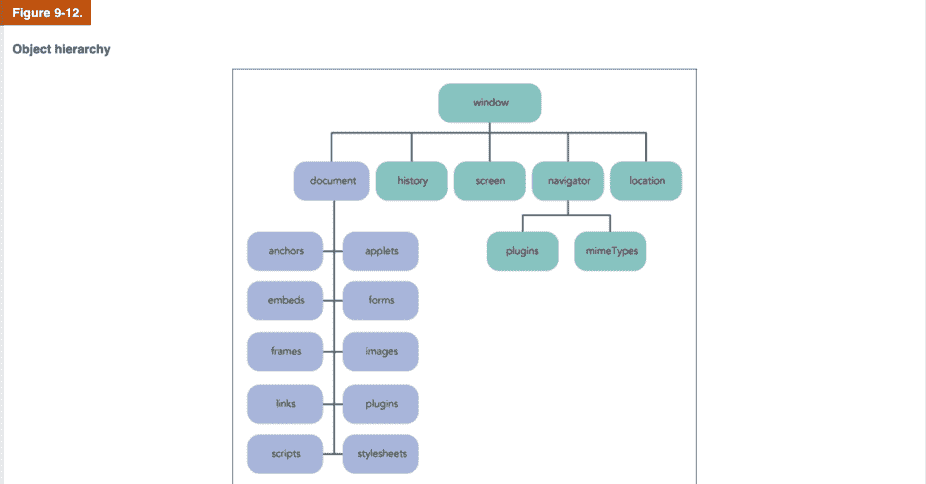 Figure 9-12.
Object hierarchy
window
document history screen navigator location
anchors applets plugins mimeTypes
embeds forms
frames images
links plugins
scripts stylesheets